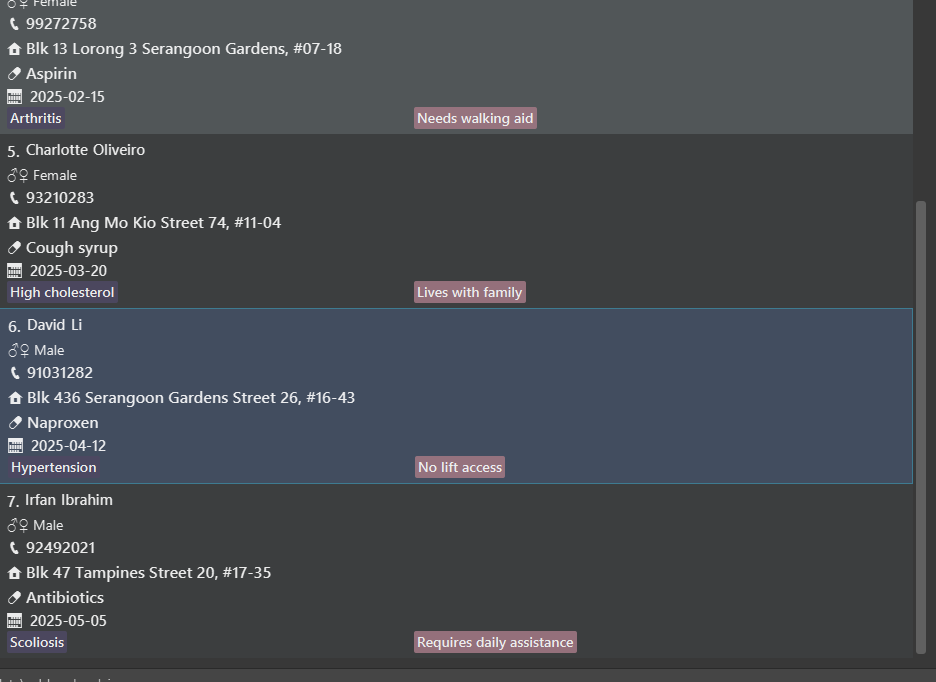 Female
99272758
Blk 13 Lorong 3 Serangoon Gardens, #07-18
Aspirin
2025-02-15
Arthritis Needs walking aid
5. Charlotte Oliveiro
Female
93210283
Blk 11 Ang Mo Kio Street 74, #11-04
Cough syrup
2025-03-20
High cholesterol Lives with family
6. David Li
Male
91031282
Blk 436 Serangoon Gardens Street 26, #16-43
Naproxen
2025-04-12
Hypertension No lift access
7. Irfan Ibrahim
Male
92492021
Blk 47 Tampines Street 20, #17-35
Antibiotics
2025-05-05
Scoliosis Requires daily assistance